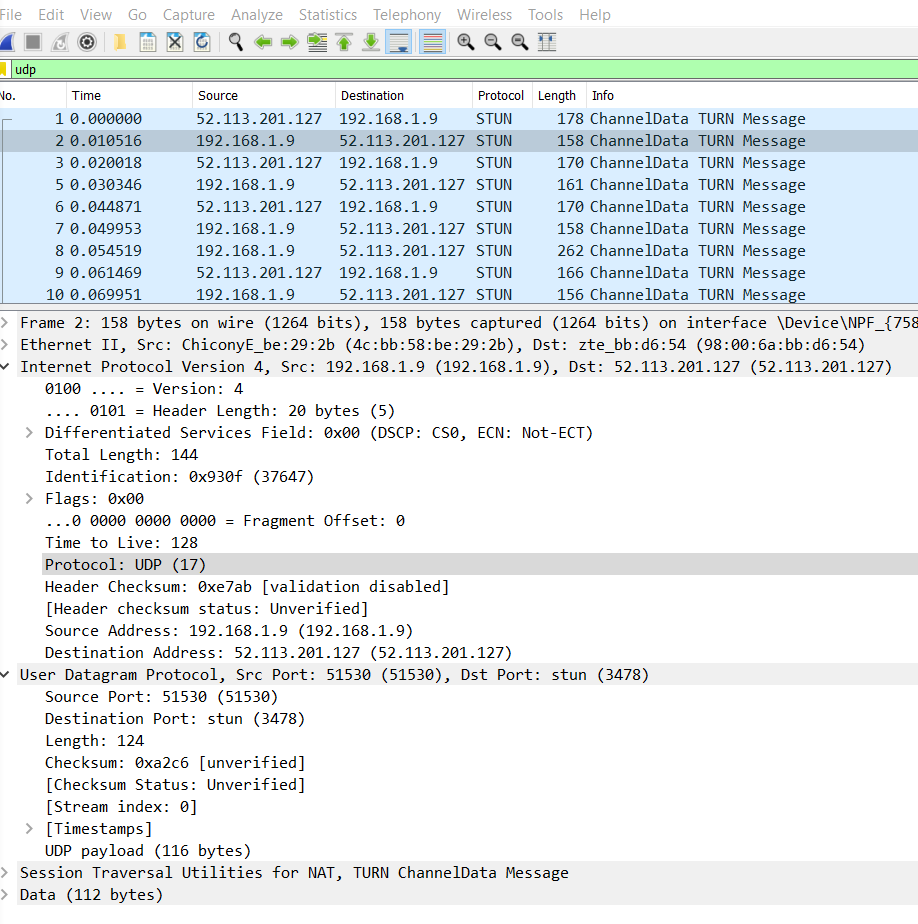 File Edit View Go Capture Analyze Statistics Telephony Wireless Tools Help
udp
No. Time Source Destination Protocol Length Info
1 0.000000 52.113.201.127 192.168.1.9 STUN 178 ChannelData TURN Message
2 0.010516 192.168.1.9 52.113.201.127 STUN 158 ChannelData TURN Message
3 0.020018 52.113.201.127 192.168.1.9 STUN 170 ChannelData TURN Message
5 0.030346 192.168.1.9 52.113.201.127 STUN 161 ChannelData TURN Message
6 0.044871 52.113.201.127 192.168.1.9 STUN 170 ChannelData TURN Message
7 0.049953 192.168.1.9 52.113.201.127 STUN 158 ChannelData TURN Message
8 0.054519 192.168.1.9 52.113.201.127 STUN 262 ChannelData TURN Message
9 0.061469 52.113.201.127 192.168.1.9 STUN 166 ChannelData TURN Message
10 0.069951 192.168.1.9 52.113.201.127 STUN 156 ChannelData TURN Message
Frame 2: 158 bytes on wire (1264 bits), 158 bytes captured (1264 bits) on interface \Device\NPF_{758
Ethernet II, Src: ChiconyE_be:29:2b (4c:bb:58:be:29:2b), Dst: zte_bb:d6:54 (98:00:6a:bb:d6:54)
Internet Protocol Version 4, Src: 192.168.1.9 (192.168.1.9), Dst: 52.113.201.127 (52.113.201.127)
0100 .... = Version: 4
.... 0101 = Header Length: 20 bytes (5)
Differentiated Services Field: 0x00 (DSCP: CS0, ECN: Not-ECT)
Total Length: 144
Identification: 0x930f (37647)
Flags: 0x00
...0 0000 0000 0000 = Fragment Offset: 0
Time to Live: 128
Protocol: UDP (17)
Header Checksum: 0xe7ab [validation disabled]
[Header checksum status: Unverified]
Source Address: 192.168.1.9 (192.168.1.9)
Destination Address: 52.113.201.127 (52.113.201.127)
User Datagram Protocol, Src Port: 51530 (51530), Dst Port: stun (3478)
Source Port: 51530 (51530)
Destination Port: stun (3478)
Length: 124
Checksum: 0xa2c6 [unverified]
[Checksum Status: Unverified]
[Stream index: 0]
[Timestamps]
UDP payload (116 bytes)
Session Traversal Utilities for NAT, TURN ChannelData Message
Data (112 bytes)